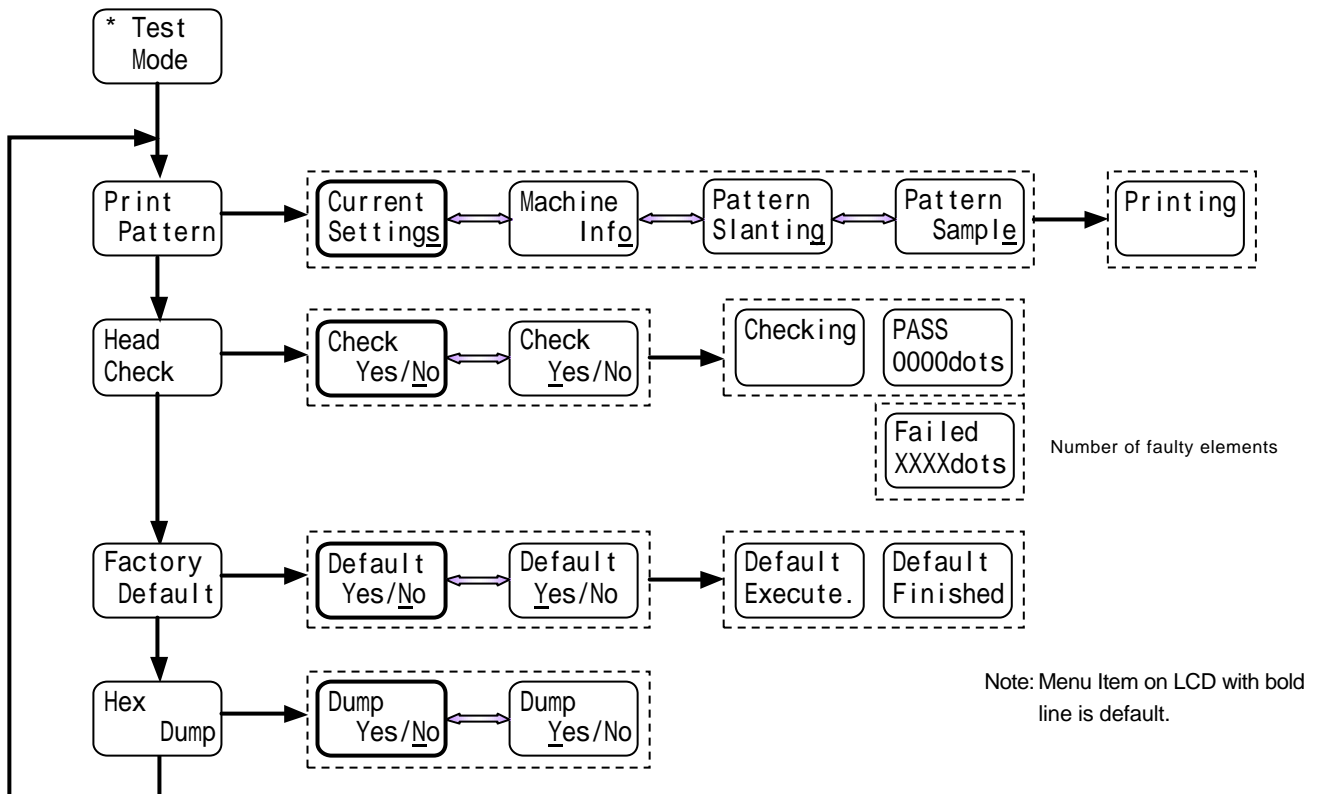 * Test
Mode
Print
Pattern
Current
Settings
Machine
Info
Pattern
Slanting
Pattern
Sample
Printing
Head
Check
Check
Yes/No
Check
Yes/No
Checking
PASS
0000dots
Failed
XXXXdots
Number of faulty elements
Factory
Default
Default
Yes/No
Default
Yes/No
Default
Execute.
Default
Finished
Hex
Dump
Dump
Yes/No
Dump
Yes/No
Note: Menu Item on LCD with bold
line is default.